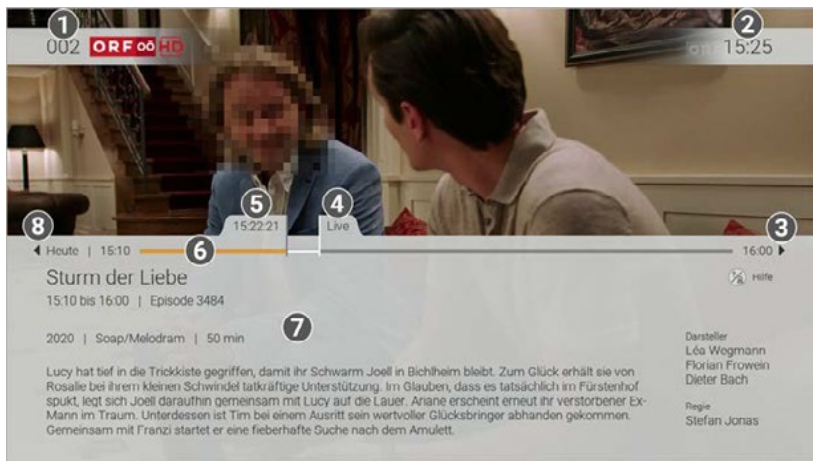 1
2
002 ORF oö HD
ORF 15:25
5
4
15:22:21
Live
8
3
Heute | 15:10
6
16:00
Sturm der Liebe
Hilfe
15:10 bis 16:00 | Episode 3484
7
2020 | Soap/Melodram | 50 min
Darsteller
Léa Wegmann
Florian Frowein
Dieter Bach
Regie
Stefan Jonas
Lucy hat tief in die Trickkiste gegriffen, damit ihr Schwarm Joell in Bichlheim bleibt. Zum Glück erhält sie von
Rosalie bei ihrem kleinen Schwindel tatkräftige Unterstützung. Im Glauben, dass es tatsächlich im Fürstenhof
spukt, legt sich Joell daraufhin gemeinsam mit Lucy auf die Lauer. Ariane erscheint erneut ihr verstorbener Ex-
Mann im Traum. Unterdessen ist Tim bei einem Ausritt sein wertvoller Glücksbringer abhanden gekommen.
Gemeinsam mit Franzi startet er eine fieberhafte Suche nach dem Amulett.